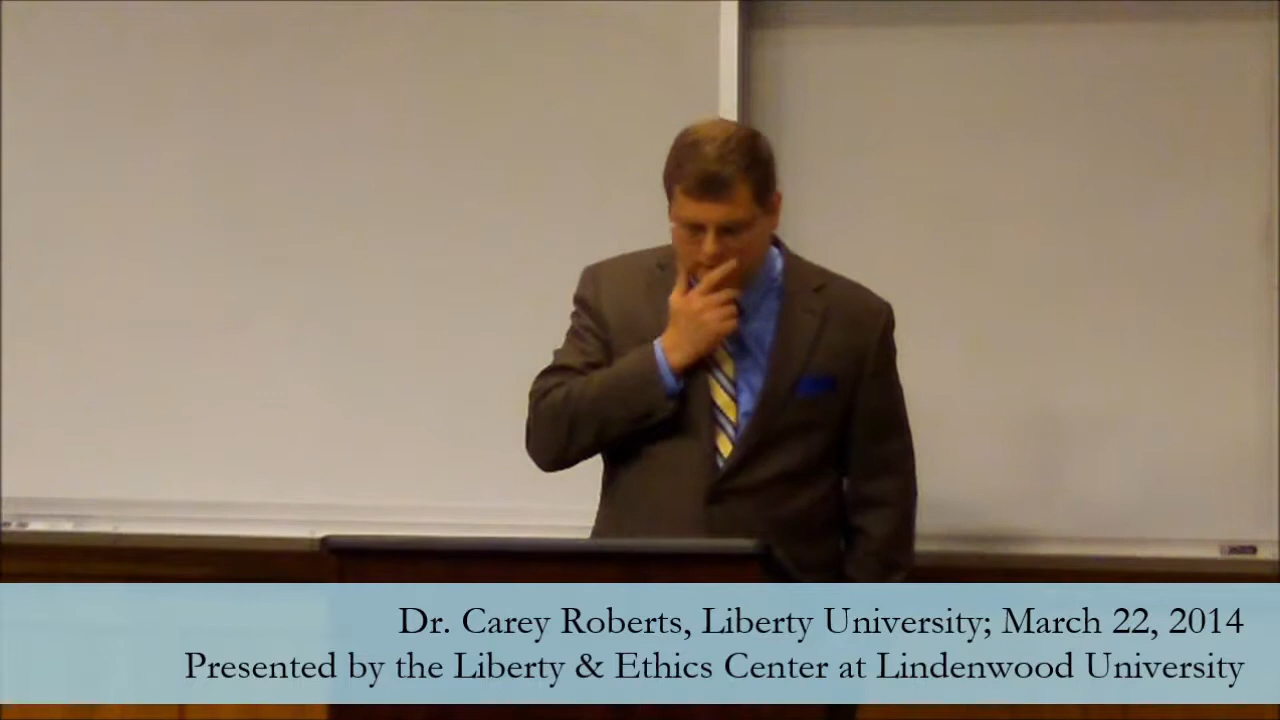 Dr. Carey Roberts, Liberty University; March 22, 2014
Presented by the Liberty & Ethics Center at Lindenwood University